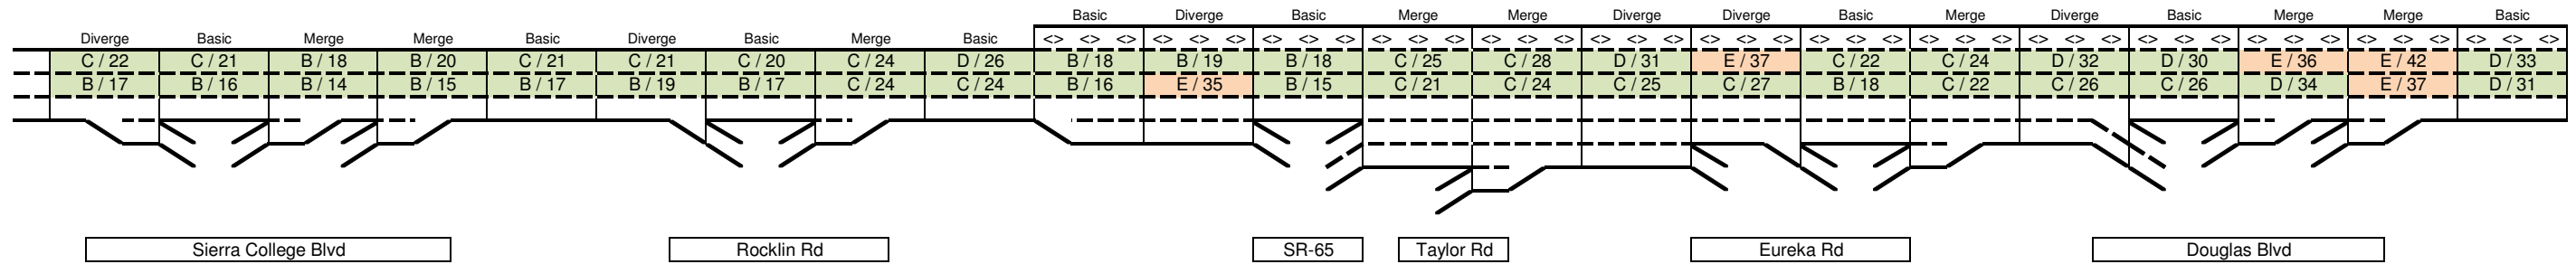 Basic Diverge Basic Merge Merge Diverge Diverge Basic Merge Diverge Basic Merge Merge Basic
Diverge Basic Merge Merge Basic Diverge Basic Merge Basic <> <> <> <> <> <> <> <> <> <> <> <> <> <> <> <> <> <> <> <> <> <> <> <> <> <> <> <> <> <> <> <> <> <> <> <> <> <> <> <> <> <>
C / 22 C / 21 B / 18 B / 20 C / 21 C / 21 C / 20 C / 24 D / 26 B / 18 B / 19 B / 18 C / 25 C / 28 D / 31 E / 37 C / 22 C / 24 D / 32 D / 30 E / 36 E / 42 D / 33
B / 17 B / 16 B / 14 B / 15 B / 17 B / 19 B / 17 C / 24 C / 24 B / 16 E / 35 B / 15 C / 21 C / 24 C / 25 C / 27 B / 18 C / 22 C / 26 C / 26 D / 34 E / 37 D / 31
Sierra College Blvd Rocklin Rd SR-65 Taylor Rd Eureka Rd Douglas Blvd